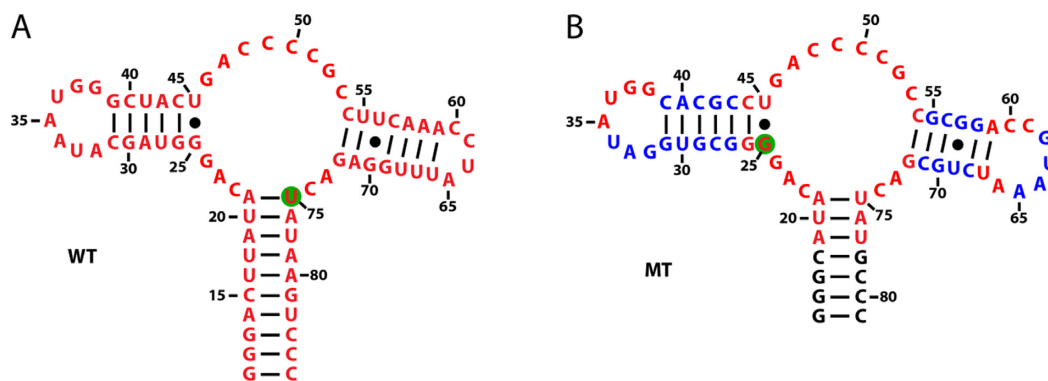 A
B
50
50
G A C C C C G C
G A C C C C G C
40
45
55
60
40
45
55
60
U G G G C U A C U
C U U C A A A C C U
A U G G C A C G C C U
C G C G G A C C G U A
35
35
A A U A C G A U G G
G A G G U U U A
U A G G U G C G G G
G C G U C U A A
30
25
70
65
30
25
70
65
G A C
A C
G A C
A C
A U
75
U A
75
20
U A
20
A U
U A
WT
A U
MT
U A
C G
U A
80
G C
15
C G
G C
80
A U
G C
G C
G C
G C